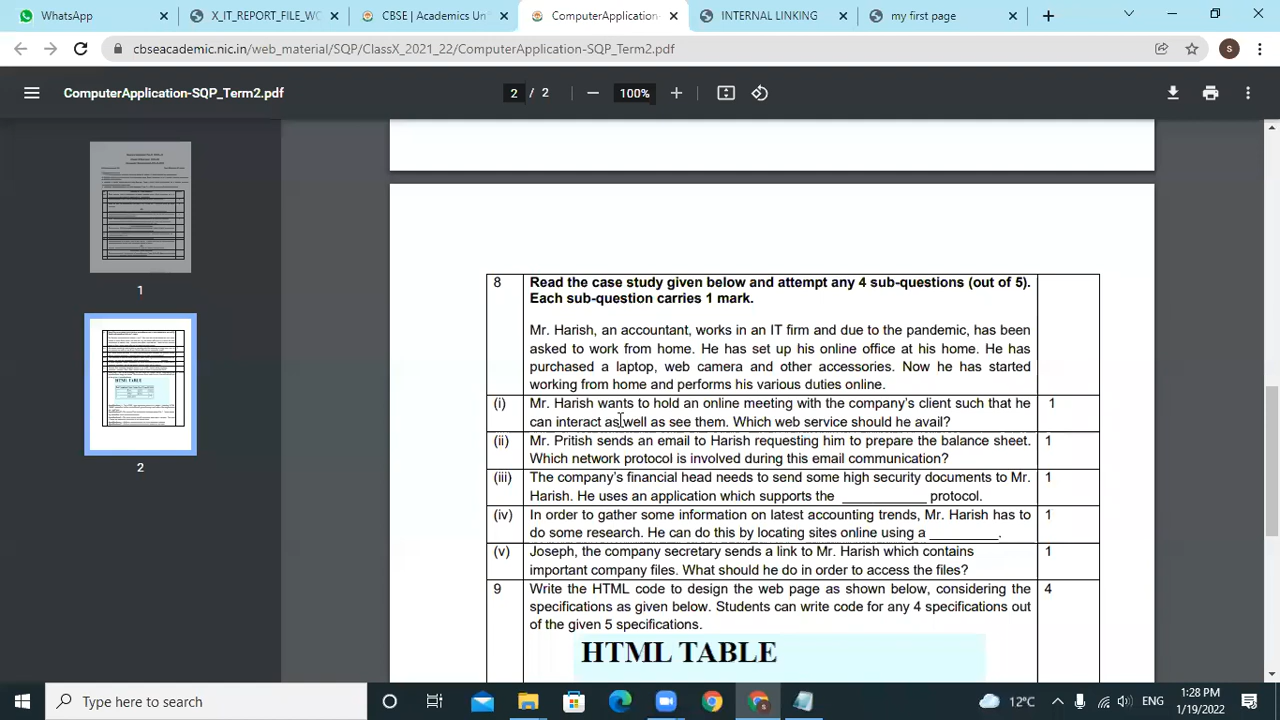 WhatsApp
X_IT_REPORT_FILE_WO
CBSE | Academics Uni
ComputerApplication-
INTERNAL LINKING
my first page
cbseacademic.nic.in/web_material/SQP/ClassX_2021_22/ComputerApplication-SQP_Term2.pdf
S
ComputerApplication-SQP_Term2.pdf
2 / 2
100%
1
2
8 Read the case study given below and attempt any 4 sub-questions (out of 5).
Each sub-question carries 1 mark.
Mr. Harish, an accountant, works in an IT firm and due to the pandemic, has been
asked to work from home. He has set up his online office at his home. He has
purchased a laptop, web camera and other accessories. Now he has started
working from home and performs his various duties online.
(i) Mr. Harish wants to hold an online meeting with the company's client such that he 1
can interact as well as see them. Which web service should he avail?
(ii) Mr. Pritish sends an email to Harish requesting him to prepare the balance sheet. 1
Which network protocol is involved during this email communication?
(iii) The company's financial head needs to send some high security documents to Mr. 1
Harish. He uses an application which supports the ____________ protocol.
(iv) In order to gather some information on latest accounting trends, Mr. Harish has to 1
do some research. He can do this by locating sites online using a __________.
(v) Joseph, the company secretary sends a link to Mr. Harish which contains 1
important company files. What should he do in order to access the files?
9 Write the HTML code to design the web page as shown below, considering the 4
specifications as given below. Students can write code for any 4 specifications out
of the given 5 specifications.
HTML TABLE
Type here to search
12°C
ENG
1:28 PM
1/19/2022